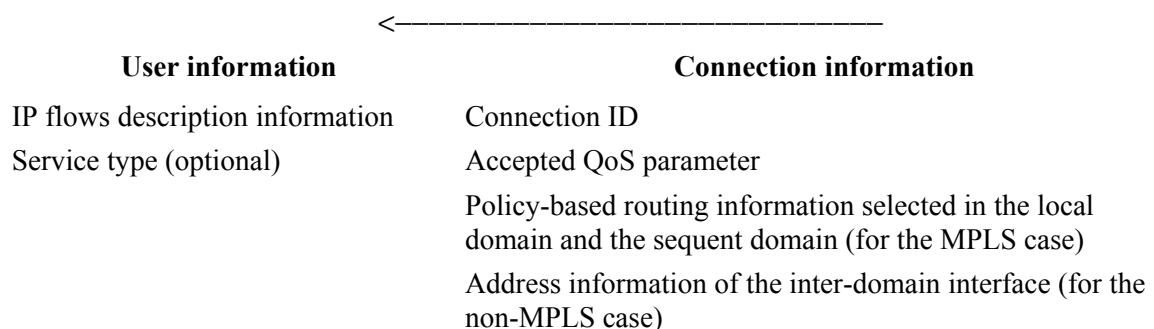 User information Connection information
IP flows description information Connection ID
Service type (optional) Accepted QoS parameter
Policy-based routing information selected in the local
domain and the sequent domain (for the MPLS case)
Address information of the inter-domain interface (for the
non-MPLS case)